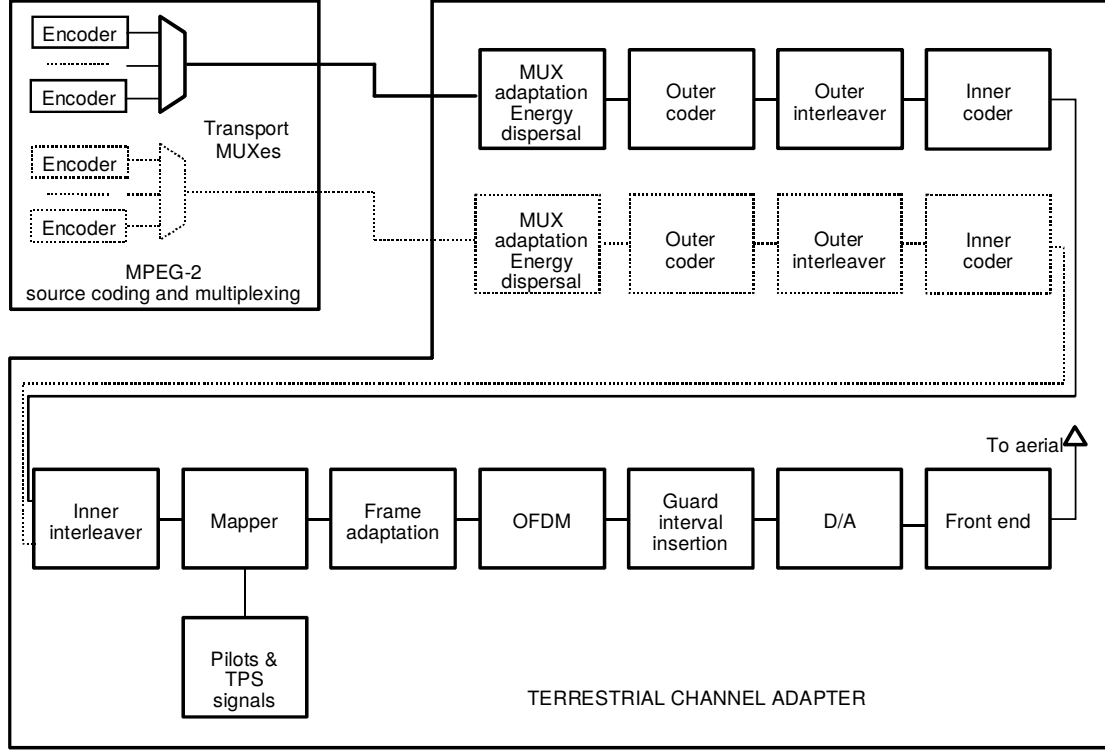 Encoder
Encoder
Transport
MUXes
Encoder
Encoder
MPEG-2
source coding and multiplexing
MUX
adaptation
Energy
dispersal
Outer
coder
Outer
interleaver
Inner
coder
MUX
adaptation
Energy
dispersal
Outer
coder
Outer
interleaver
Inner
coder
To aerial
Inner
interleaver
Mapper
Frame
adaptation
OFDM
Guard
interval
insertion
D/A
Front end
Pilots &
TPS
signals
TERRESTRIAL CHANNEL ADAPTER